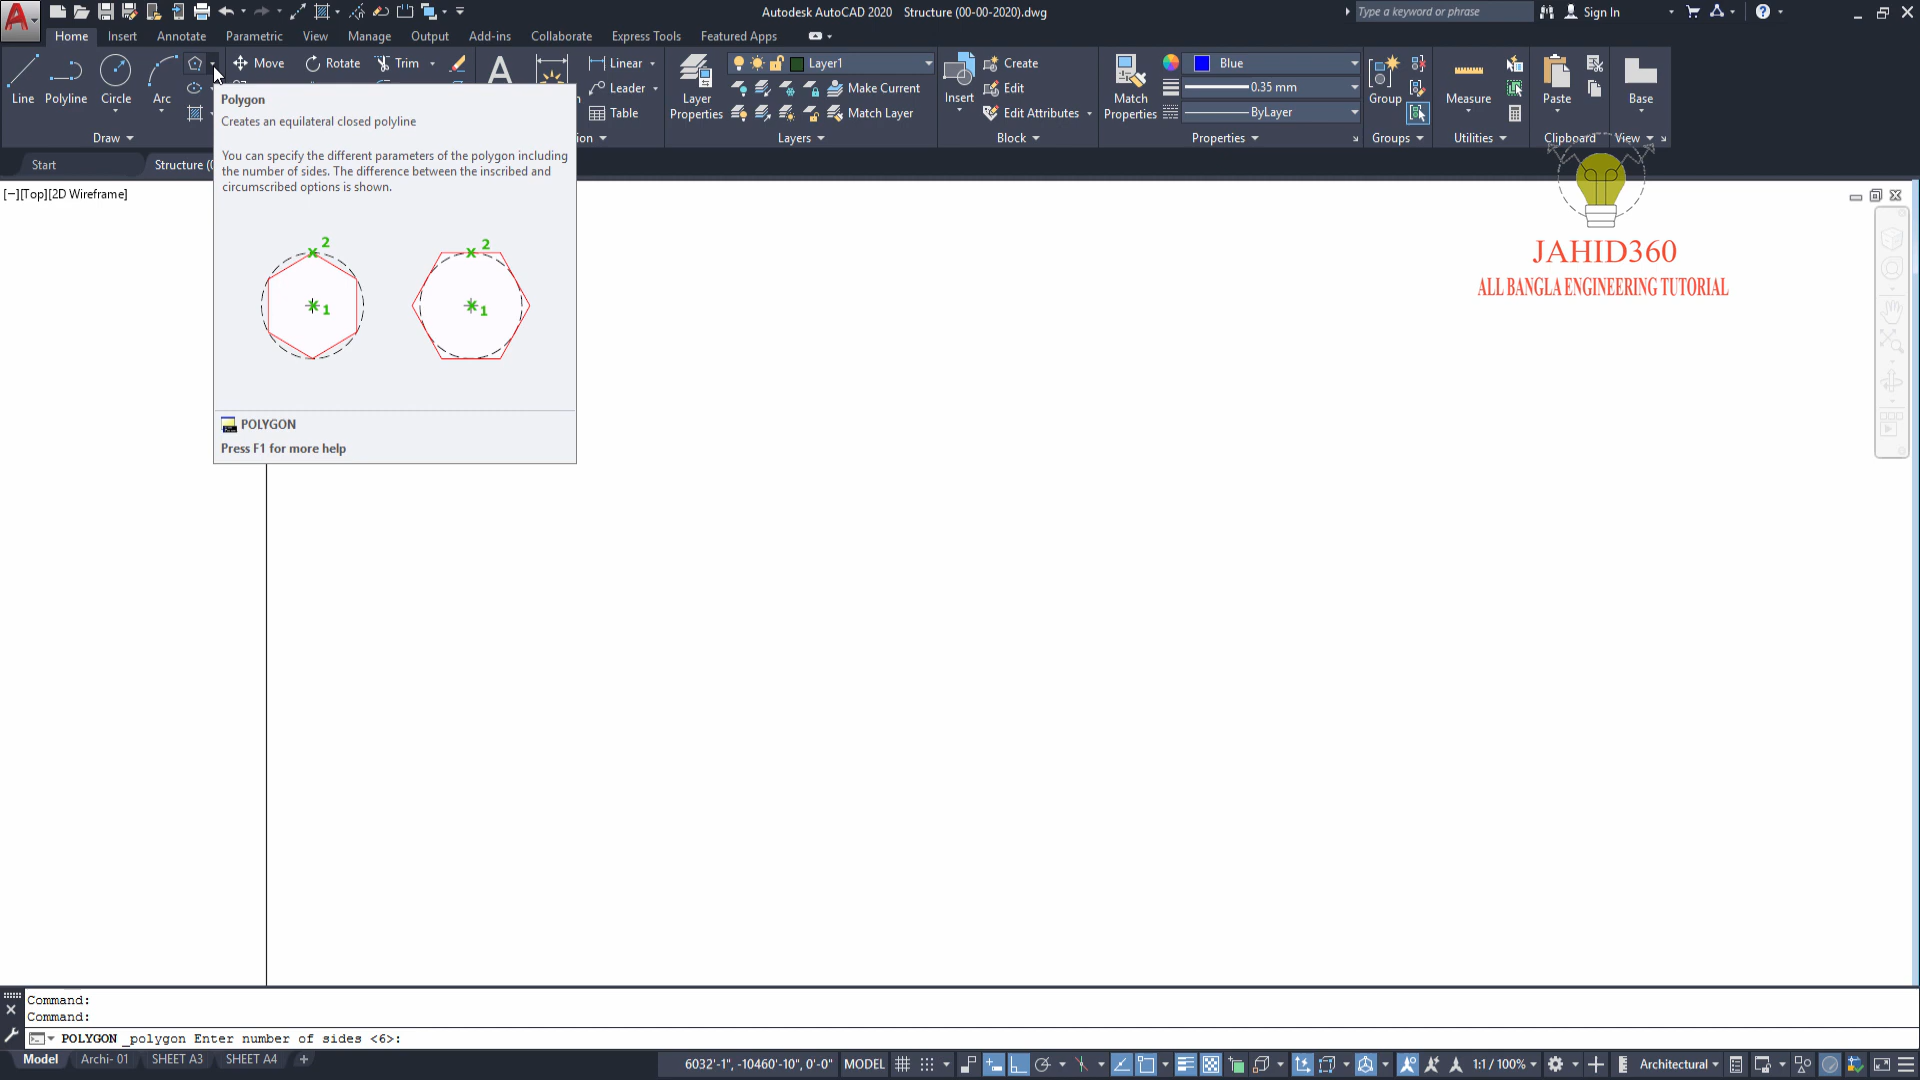 Autodesk AutoCAD 2020 Structure (00-00-2020).dwg
Type a keyword or phrase
Sign In
Home Insert Annotate Parametric View Manage Output Add-ins Collaborate Express Tools Featured Apps
Line
Polyline
Circle
Arc
Draw
Move
Rotate
Trim
A
Linear
Leader
Table
Layer
Properties
Layer1
Make Current
Match Layer
Layers
Insert
Create
Edit
Edit Attributes
Block
Match
Properties
Blue
0.35 mm
ByLayer
Properties
Group
Groups
Measure
Utilities
Paste
Clipboard
Base
View
Start
Structure (
[−][Top][2D Wireframe]
Polygon
Creates an equilateral closed polyline
You can specify the different parameters of the polygon including
the number of sides. The difference between the inscribed and
circumscribed options is shown.
2
1
2
1
POLYGON
Press F1 for more help
JAHID360
ALL BANGLA ENGINEERING TUTORIAL
Command:
Command:
POLYGON _polygon Enter number of sides <6>:
Model Archi- 01 SHEET A3 SHEET A4 +
6032'-1", -10460'-10", 0'-0" MODEL
1:1 / 100%
Architectural